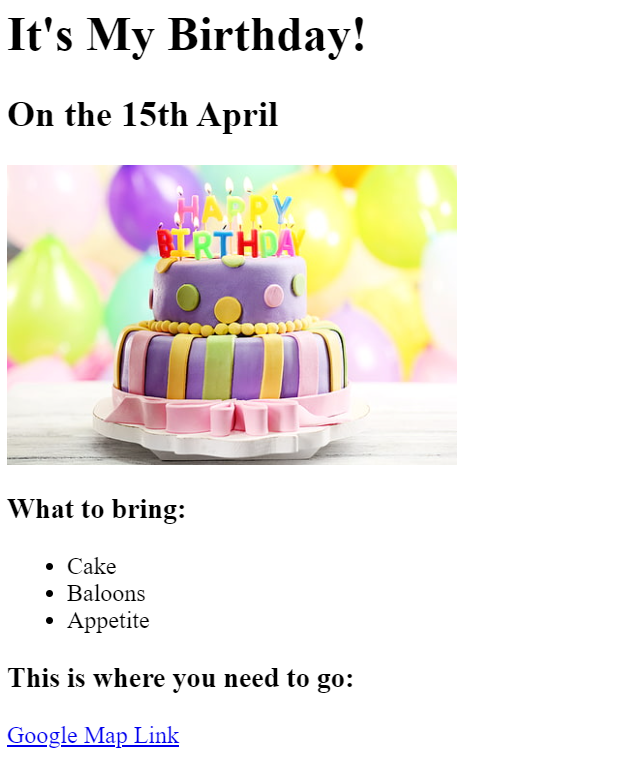 It's My Birthday!
On the 15th April
HAPPY
BIRTHDAY
What to bring:
Cake
Baloons
Appetite
This is where you need to go:
Google Map Link